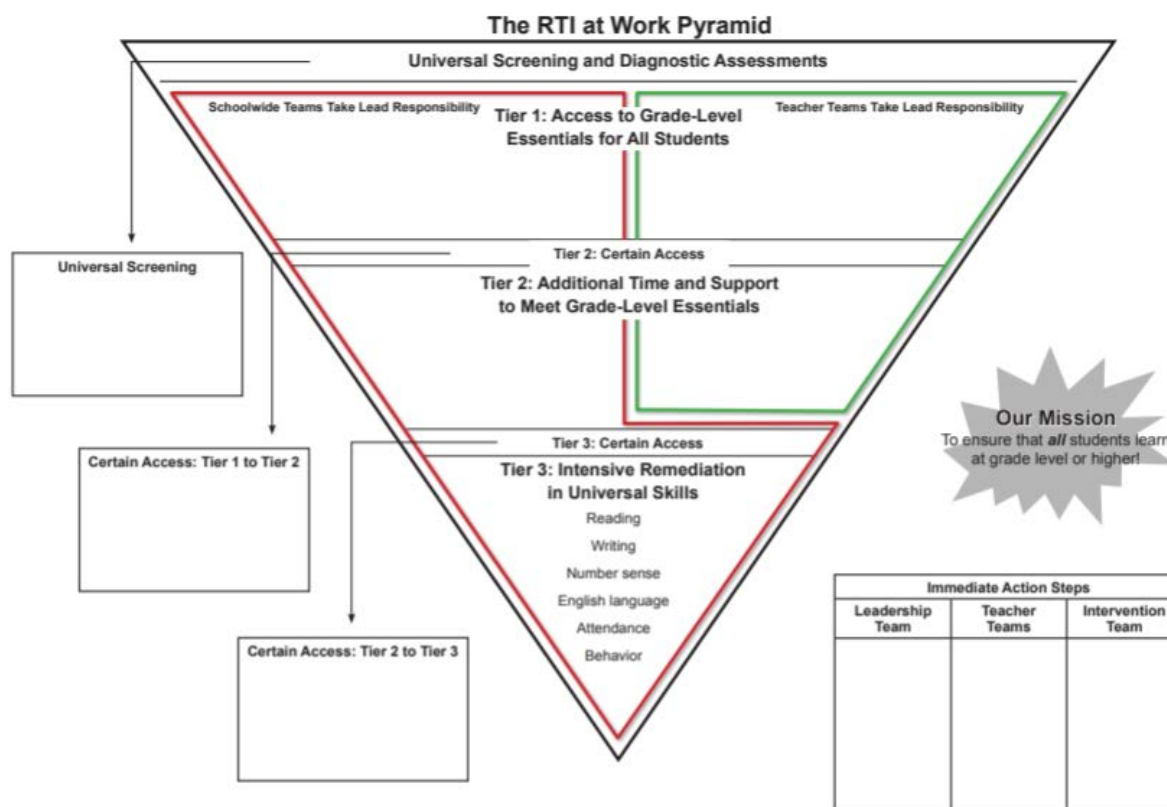 The RTI at Work Pyramid
Universal Screening and Diagnostic Assessments
Schoolwide Teams Take Lead Responsibility
Teacher Teams Take Lead Responsibility
Tier 1: Access to Grade-Level
Essentials for All Students
Universal Screening
Tier 2: Certain Access
Tier 2: Additional Time and Support
to Meet Grade-Level Essentials
Certain Access: Tier 1 to Tier 2
Tier 3: Certain Access
Tier 3: Intensive Remediation
in Universal Skills
Reading
Writing
Number sense
English language
Attendance
Behavior
Certain Access: Tier 2 to Tier 3
Our Mission
To ensure that all students learn
at grade level or higher!
Immediate Action Steps
Leadership
Team
Teacher
Teams
Intervention
Team